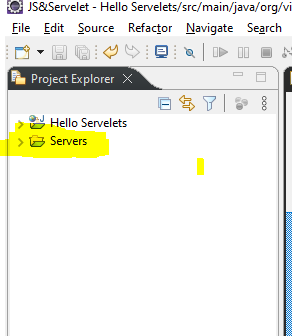 JS&Servelet - Hello Servelets/src/main/java/org/vi
File Edit Source Refactor Navigate Search
Project Explorer
Hello Servelets
Servers